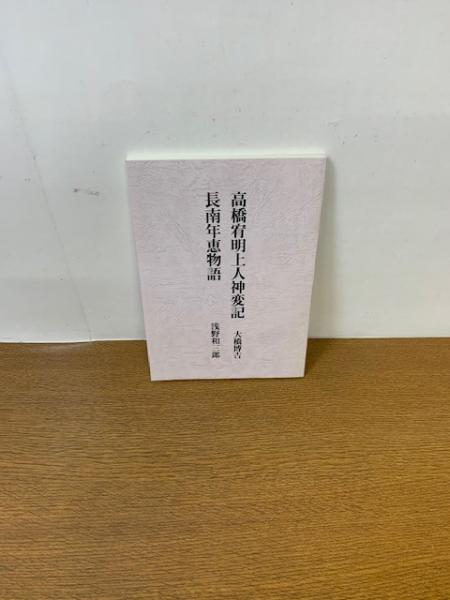 高橋宥明上人神変記 大橋博吉
長南年恵物語 浅野和三郎